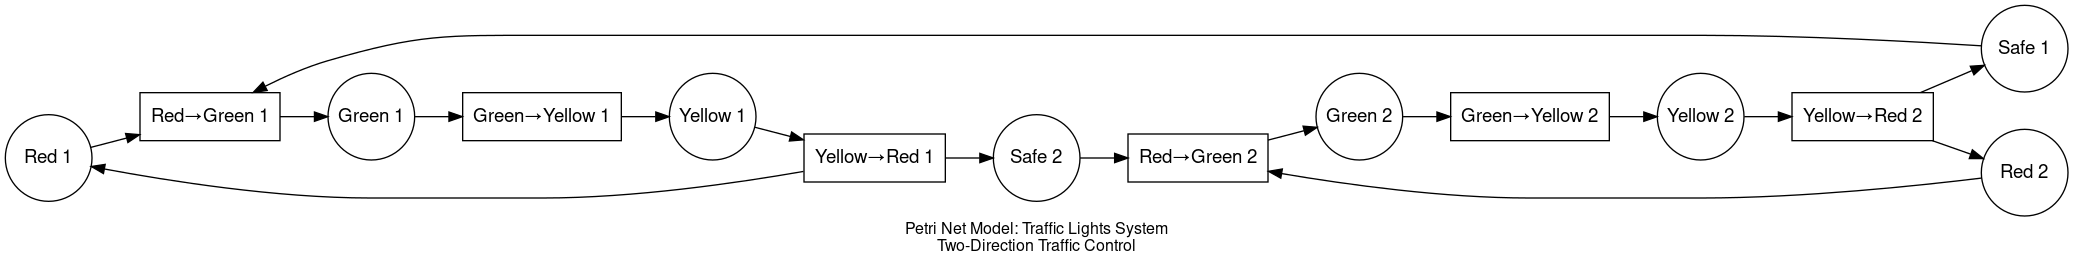 Safe 1
Red→Green 1
Green 1
Green→Yellow 1
Yellow 1
Green 2
Green→Yellow 2
Yellow 2
Yellow→Red 2
Red 1
Yellow→Red 1
Safe 2
Red→Green 2
Red 2
Petri Net Model: Traffic Lights System
Two-Direction Traffic Control